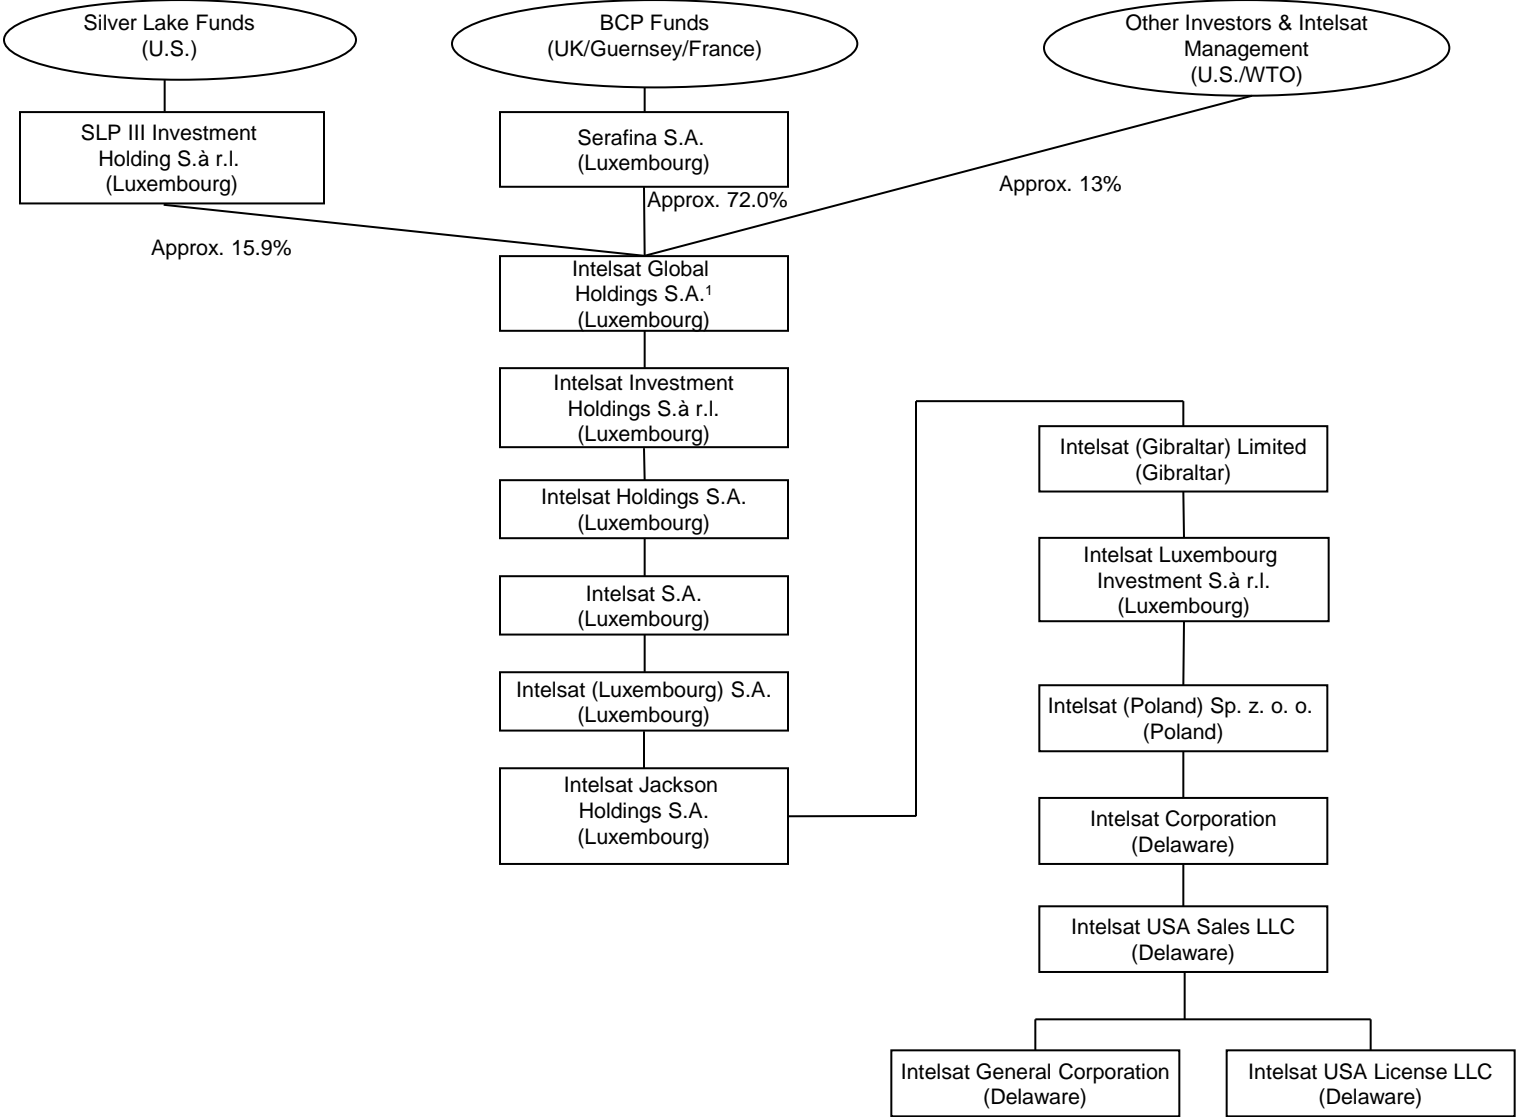 Silver Lake Funds
(U.S.)
BCP Funds
(UK/Guernsey/France)
Other Investors & Intelsat
Management
(U.S./WTO)
SLP III Investment
Holding S.à r.l.
(Luxembourg)
Serafina S.A.
(Luxembourg)
Approx. 15.9%
Approx. 72.0%
Approx. 13%
Intelsat Global
Holdings S.A.¹
(Luxembourg)
Intelsat Investment
Holdings S.à r.l.
(Luxembourg)
Intelsat Holdings S.A.
(Luxembourg)
Intelsat S.A.
(Luxembourg)
Intelsat (Luxembourg) S.A.
(Luxembourg)
Intelsat Jackson
Holdings S.A.
(Luxembourg)
Intelsat (Gibraltar) Limited
(Gibraltar)
Intelsat Luxembourg
Investment S.à r.l.
(Luxembourg)
Intelsat (Poland) Sp. z. o. o.
(Poland)
Intelsat Corporation
(Delaware)
Intelsat USA Sales LLC
(Delaware)
Intelsat General Corporation
(Delaware)
Intelsat USA License LLC
(Delaware)